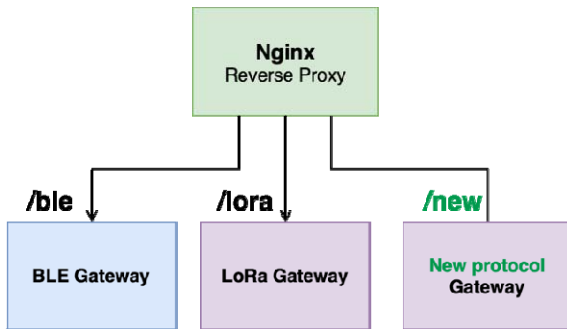 Nginx
Reverse Proxy
/ble
/lora
/new
BLE Gateway
LoRa Gateway
New protocol
Gateway